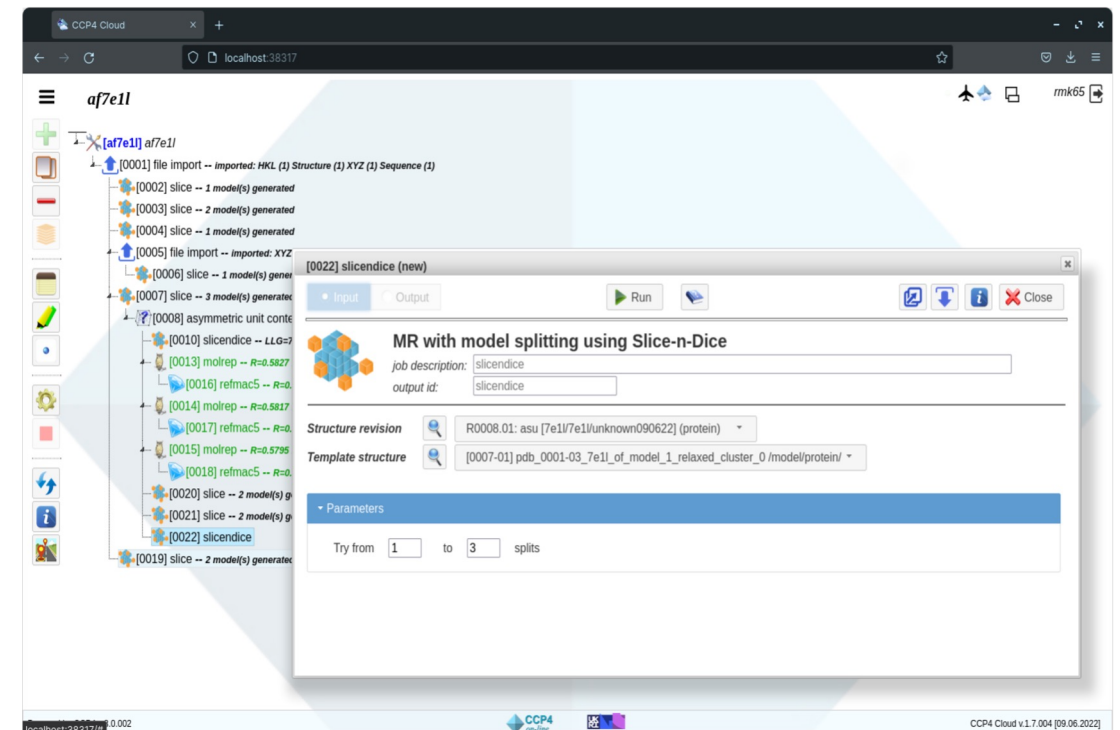 CCP4 Cloud × +
localhost:38317
af7e1l rmk65
[af7e1l] af7e1l
[0001] file import -- imported: HKL (1) Structure (1) XYZ (1) Sequence (1)
[0002] slice -- 1 model(s) generated
[0003] slice -- 2 model(s) generated
[0004] slice -- 1 model(s) generated
[0005] file import -- imported: XYZ
[0006] slice -- 1 model(s) gener
[0007] slice -- 3 model(s) generated
[0008] asymmetric unit conte
[0010] slicendice -- LLG=7
[0013] molrep -- R=0.5827
[0016] refmac5 -- R=0.
[0014] molrep -- R=0.5817
[0017] refmac5 -- R=0.
[0015] molrep -- R=0.5795
[0018] refmac5 -- R=0.
[0020] slice -- 2 model(s) g
[0021] slice -- 2 model(s) g
[0022] slicendice
[0019] slice -- 2 model(s) generated
[0022] slicendice (new)
Input Output Run Close
MR with model splitting using Slice-n-Dice
job description: slicendice
output id: slicendice
Structure revision R0008.01: asu [7e1l/7e1l/unknown090622] (protein)
Template structure [0007-01] pdb_0001-03_7e1l_of_model_1_relaxed_cluster_0 /model/protein/
Parameters
Try from 1 to 3 splits
localhost:38317/# .0.002 CCP4 on-line CCP4 Cloud v.1.7.004 [09.06.2022]